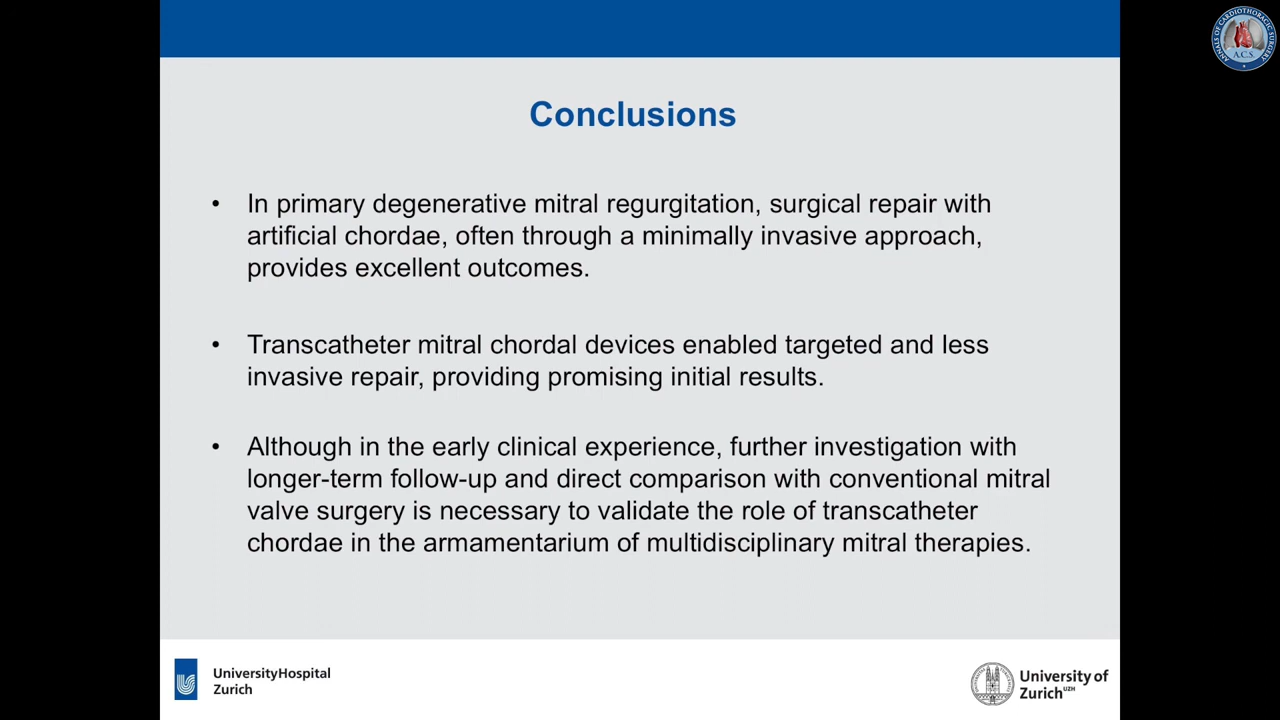 ANNALS OF CARDIOTHORACIC SURGERY
A.C.S
Conclusions
• In primary degenerative mitral regurgitation, surgical repair with
artificial chordae, often through a minimally invasive approach,
provides excellent outcomes.
• Transcatheter mitral chordal devices enabled targeted and less
invasive repair, providing promising initial results.
• Although in the early clinical experience, further investigation with
longer-term follow-up and direct comparison with conventional mitral
valve surgery is necessary to validate the role of transcatheter
chordae in the armamentarium of multidisciplinary mitral therapies.
UniversityHospital
Zurich
University of
Zurich UZH